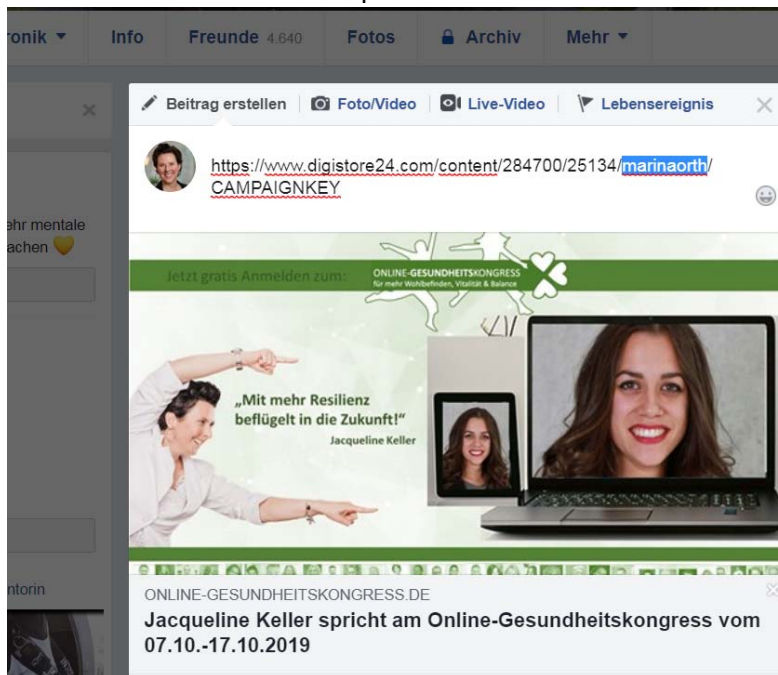 ronik Info Freunde 4.640 Fotos Archiv Mehr
Beitrag erstellen Foto/Video Live-Video Lebensereignis
https://www.digistore24.com/content/284700/25134/marinaorth/
CAMPAIGNKEY
ehr mentale
achen
Jetzt gratis Anmelden zum:
ONLINE-GESUNDHEITSKONGRESS
für mehr Wohlbefinden, Vitalität & Balance
„Mit mehr Resilienz
beflügelt in die Zukunft!“
Jacqueline Keller
ntorin
ONLINE-GESUNDHEITSKONGRESS.DE
Jacqueline Keller spricht am Online-Gesundheitskongress vom
07.10.-17.10.2019